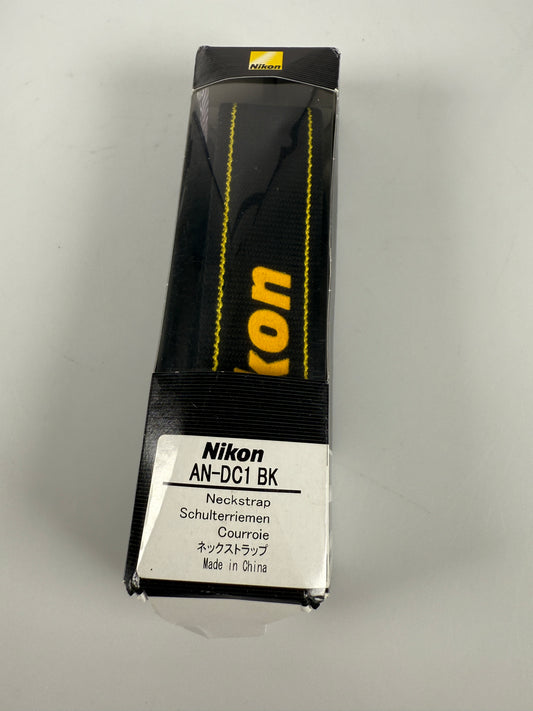 Nikon
kon
Nikon
AN-DC1 BK
Neckstrap
Schulterriemen
Courroie
ネックストラップ
Made in China